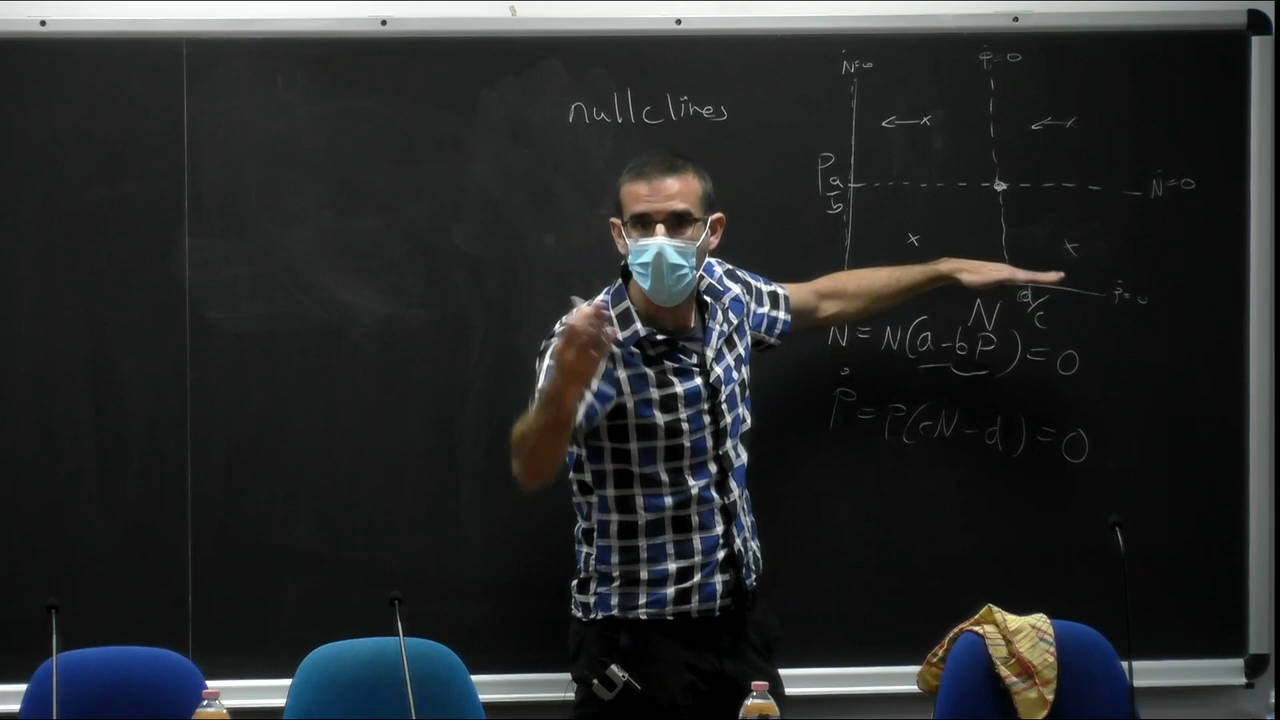 nullclines
Ṅ=0
Ṗ=0
P
a/b
Ṅ=0
N
d/c
Ṗ=0
Ṅ = N(a-bP) = 0
Ṗ = P(cN-d) = 0